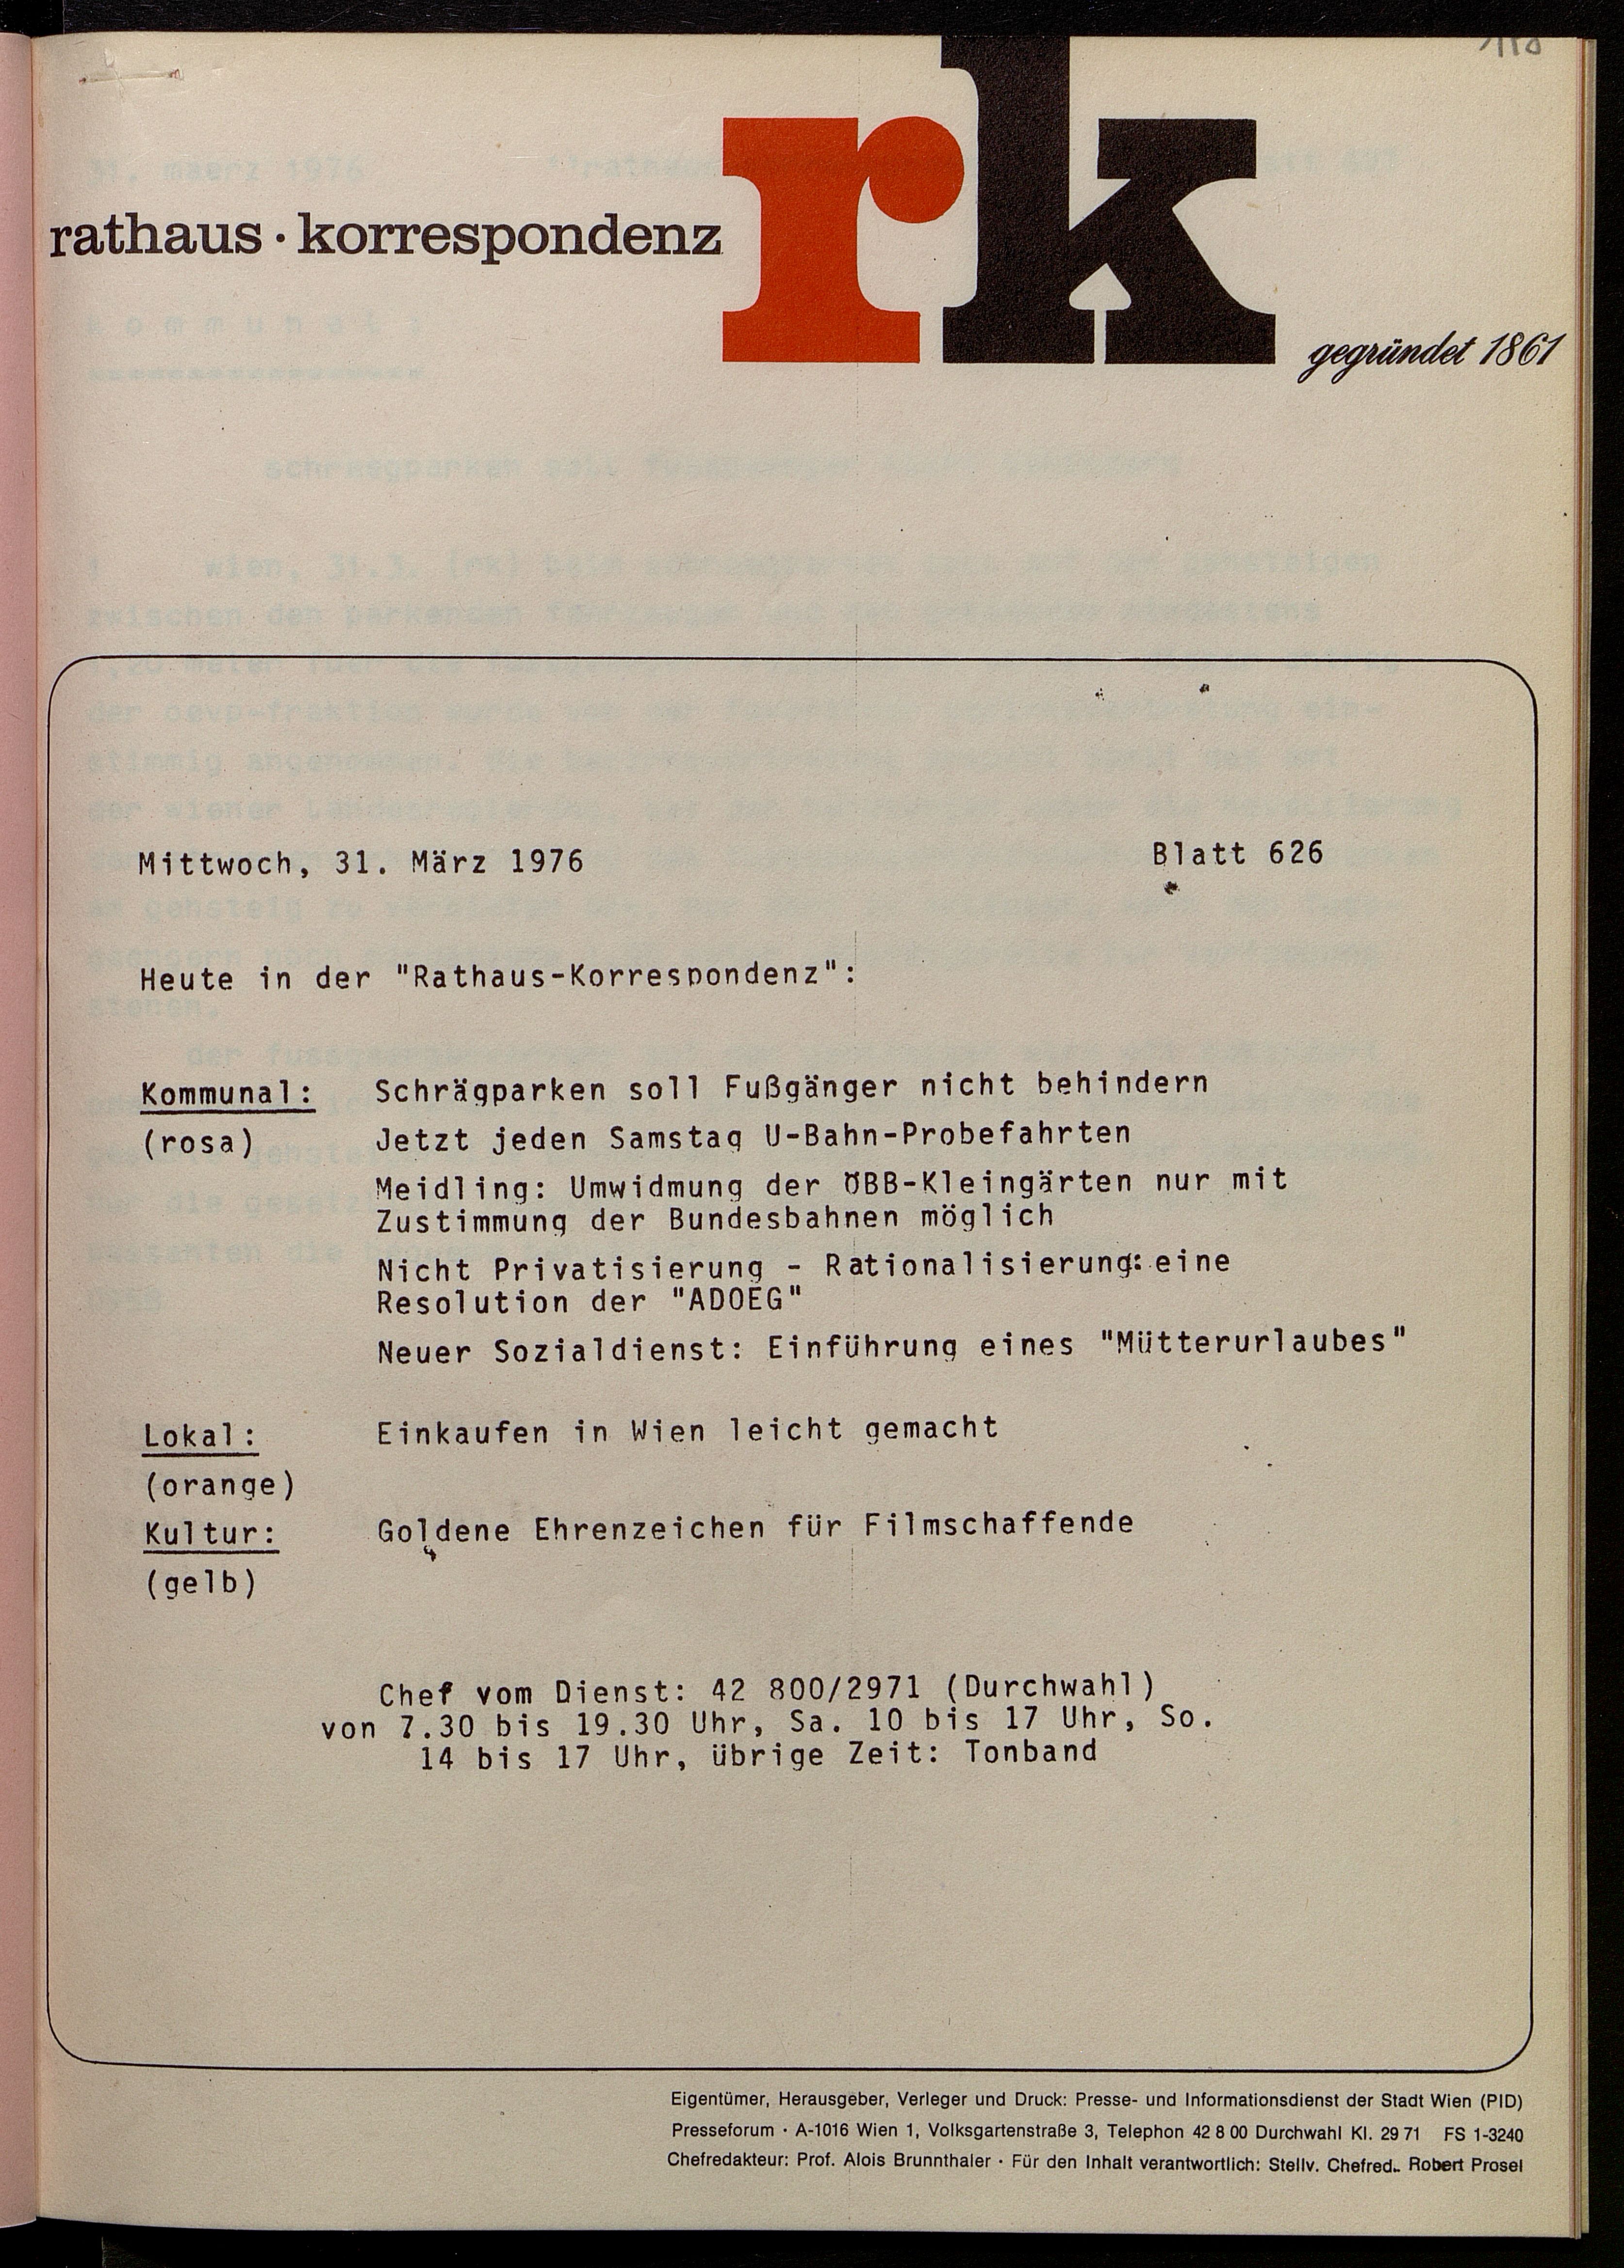 rathaus · korrespondenz
rk
gegründet 1861
Mittwoch, 31. März 1976
Blatt 626
Heute in der "Rathaus-Korrespondenz":
Kommunal: Schrägparken soll Fußgänger nicht behindern
(rosa) Jetzt jeden Samstag U-Bahn-Probefahrten
Meidling: Umwidmung der ÖBB-Kleingärten nur mit
Zustimmung der Bundesbahnen möglich
Nicht Privatisierung - Rationalisierung: eine
Resolution der "ADOEG"
Neuer Sozialdienst: Einführung eines "Mütterurlaubes"
Lokal: Einkaufen in Wien leicht gemacht
(orange)
Kultur: Goldene Ehrenzeichen für Filmschaffende
(gelb)
Chef vom Dienst: 42 800/2971 (Durchwahl)
von 7.30 bis 19.30 Uhr, Sa. 10 bis 17 Uhr, So.
14 bis 17 Uhr, übrige Zeit: Tonband
Eigentümer, Herausgeber, Verleger und Druck: Presse- und Informationsdienst der Stadt Wien (PID)
Presseforum · A-1016 Wien 1, Volksgartenstraße 3, Telephon 42 8 00 Durchwahl Kl. 29 71 FS 1-3240
Chefredakteur: Prof. Alois Brunnthaler · Für den Inhalt verantwortlich: Stellv. Chefred. Robert Prosel